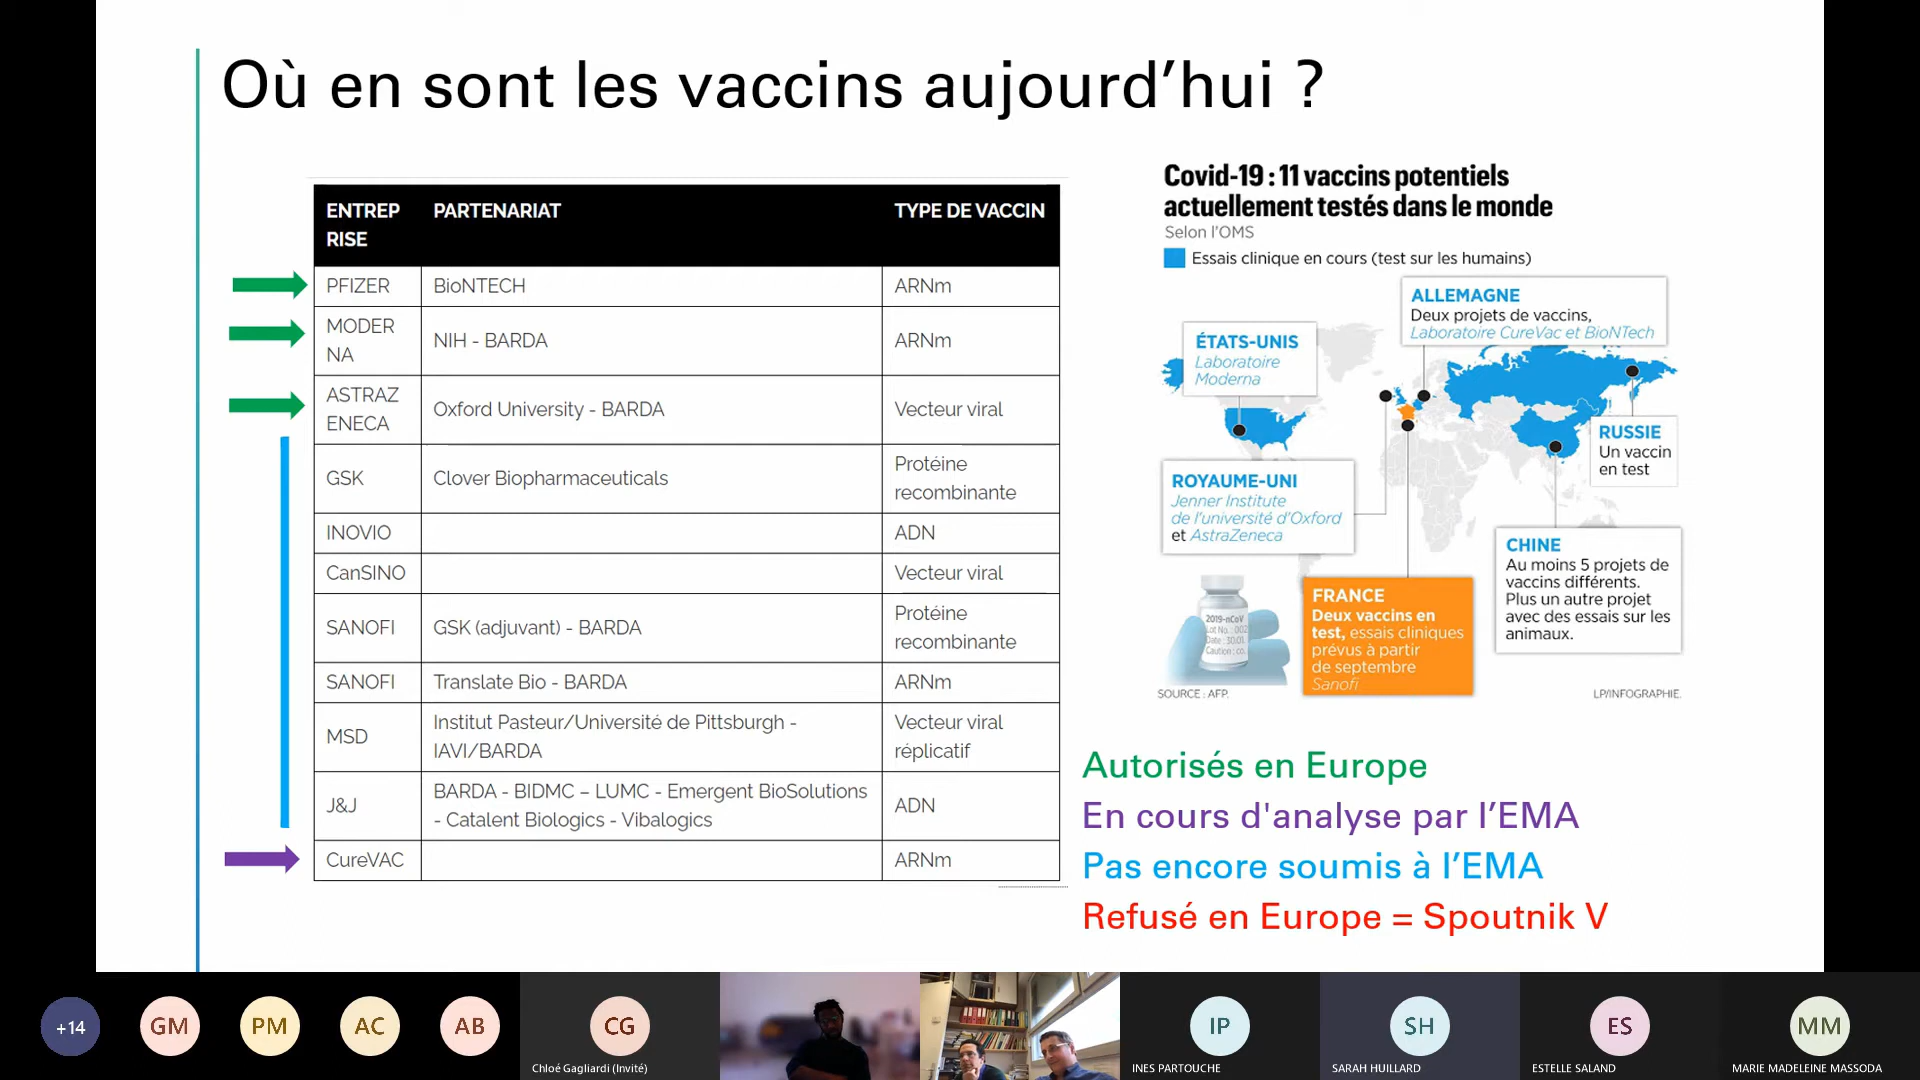 Où en sont les vaccins aujourd’hui ?
ENTREP
RISE
PARTENARIAT
TYPE DE VACCIN
PFIZER
BioNTECH
ARNm
MODER
NA
NIH - BARDA
ARNm
ASTRAZ
ENECA
Oxford University - BARDA
Vecteur viral
GSK
Clover Biopharmaceuticals
Protéine
recombinante
INOVIO
ADN
CanSINO
Vecteur viral
SANOFI
GSK (adjuvant) - BARDA
Protéine
recombinante
SANOFI
Translate Bio - BARDA
ARNm
MSD
Institut Pasteur/Université de Pittsburgh -
IAVI/BARDA
Vecteur viral
réplicatif
J&J
BARDA - BIDMC – LUMC - Emergent BioSolutions
- Catalent Biologics - Vibalogics
ADN
CureVAC
ARNm
Covid-19 : 11 vaccins potentiels
actuellement testés dans le monde
Selon l'OMS
Essais clinique en cours (test sur les humains)
ALLEMAGNE
Deux projets de vaccins,
Laboratoire CureVac et BioNTech
ÉTATS-UNIS
Laboratoire
Moderna
RUSSIE
Un vaccin
en test
ROYAUME-UNI
Jenner Institute
de l'université d'Oxford
et AstraZeneca
CHINE
Au moins 5 projets de
vaccins différents.
Plus un autre projet
avec des essais sur les
animaux.
FRANCE
Deux vaccins en
test, essais cliniques
prévus à partir
de septembre
Sanofi
2019-nCoV
SOURCE : AFP.
LP/INFOGRAPHIE.
Autorisés en Europe
En cours d'analyse par l’EMA
Pas encore soumis à l’EMA
Refusé en Europe = Spoutnik V
+14
GM
PM
AC
AB
CG
Chloé Gagliardi (Invité)
IP
INES PARTOUCHE
SH
SARAH HUILLARD
ES
ESTELLE SALAND
MM
MARIE MADELEINE MASSODA